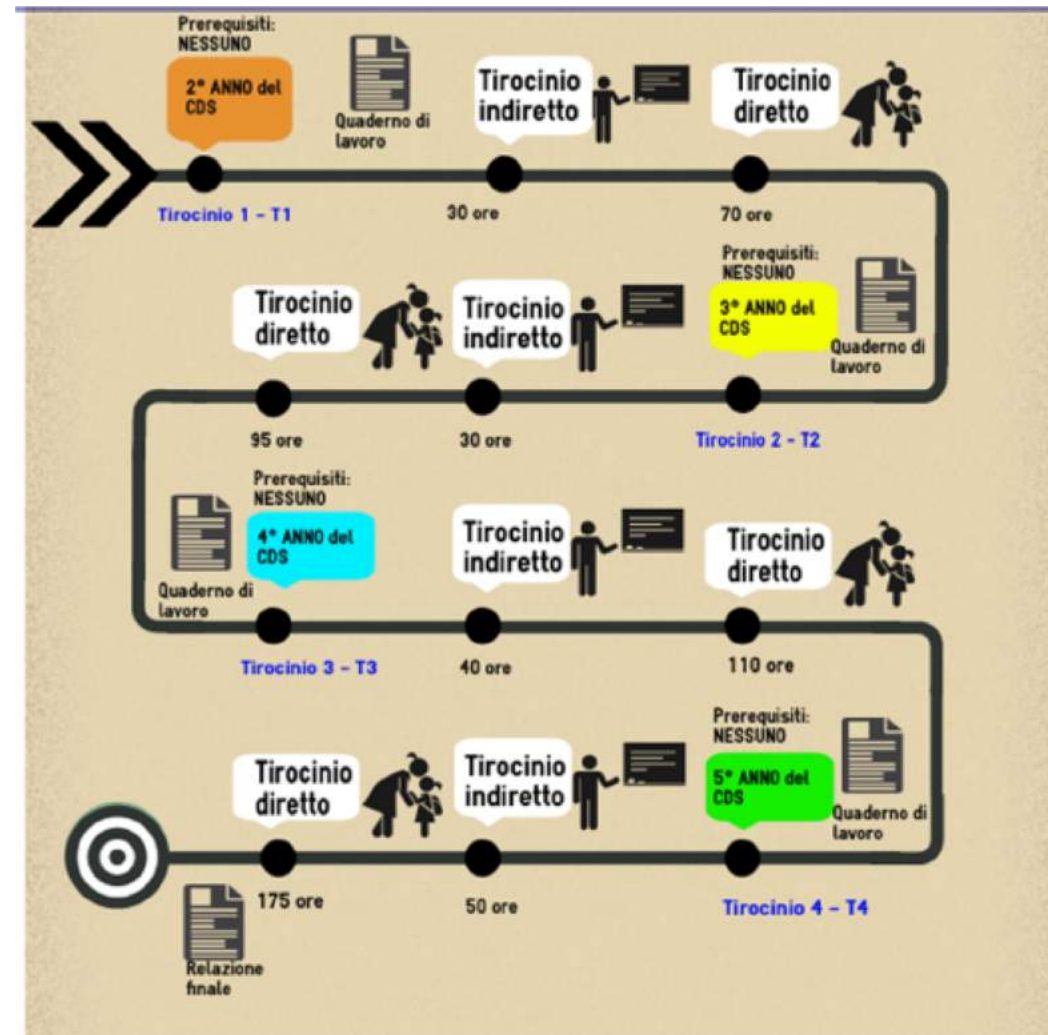 Prerequisiti:
NESSUNO
2° ANNO del
CDS
Quaderno di
lavoro
Tirocinio
indiretto
Tirocinio
diretto
Tirocinio 1 - T1
30 ore
70 ore
Prerequisiti:
NESSUNO
3° ANNO del
CDS
Quaderno di
lavoro
Tirocinio
indiretto
Tirocinio
diretto
Tirocinio 2 - T2
30 ore
95 ore
Prerequisiti:
NESSUNO
4° ANNO del
CDS
Quaderno di
lavoro
Tirocinio
indiretto
Tirocinio
diretto
Tirocinio 3 - T3
40 ore
110 ore
Prerequisiti:
NESSUNO
5° ANNO del
CDS
Quaderno di
lavoro
Tirocinio
indiretto
Tirocinio
diretto
Tirocinio 4 - T4
50 ore
175 ore
Relazione
finale